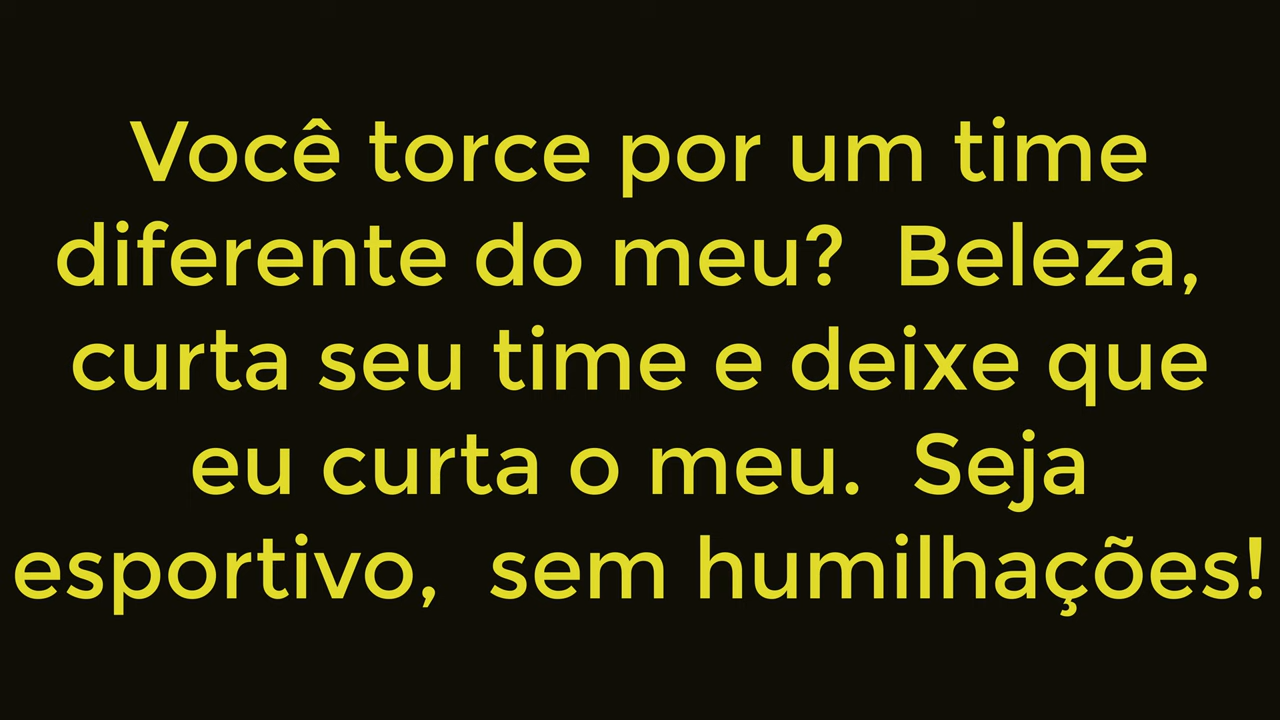 Você torce por um time
diferente do meu?  Beleza,
curta seu time e deixe que
eu curta o meu.  Seja
esportivo,  sem humilhações!